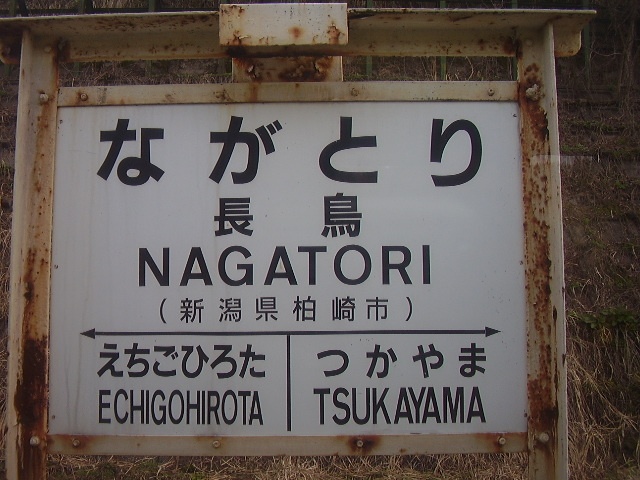 ながとり
長鳥
NAGATORI
(新潟県柏崎市)
えちごひろた つかやま
ECHIGOHIROTA TSUKAYAMA